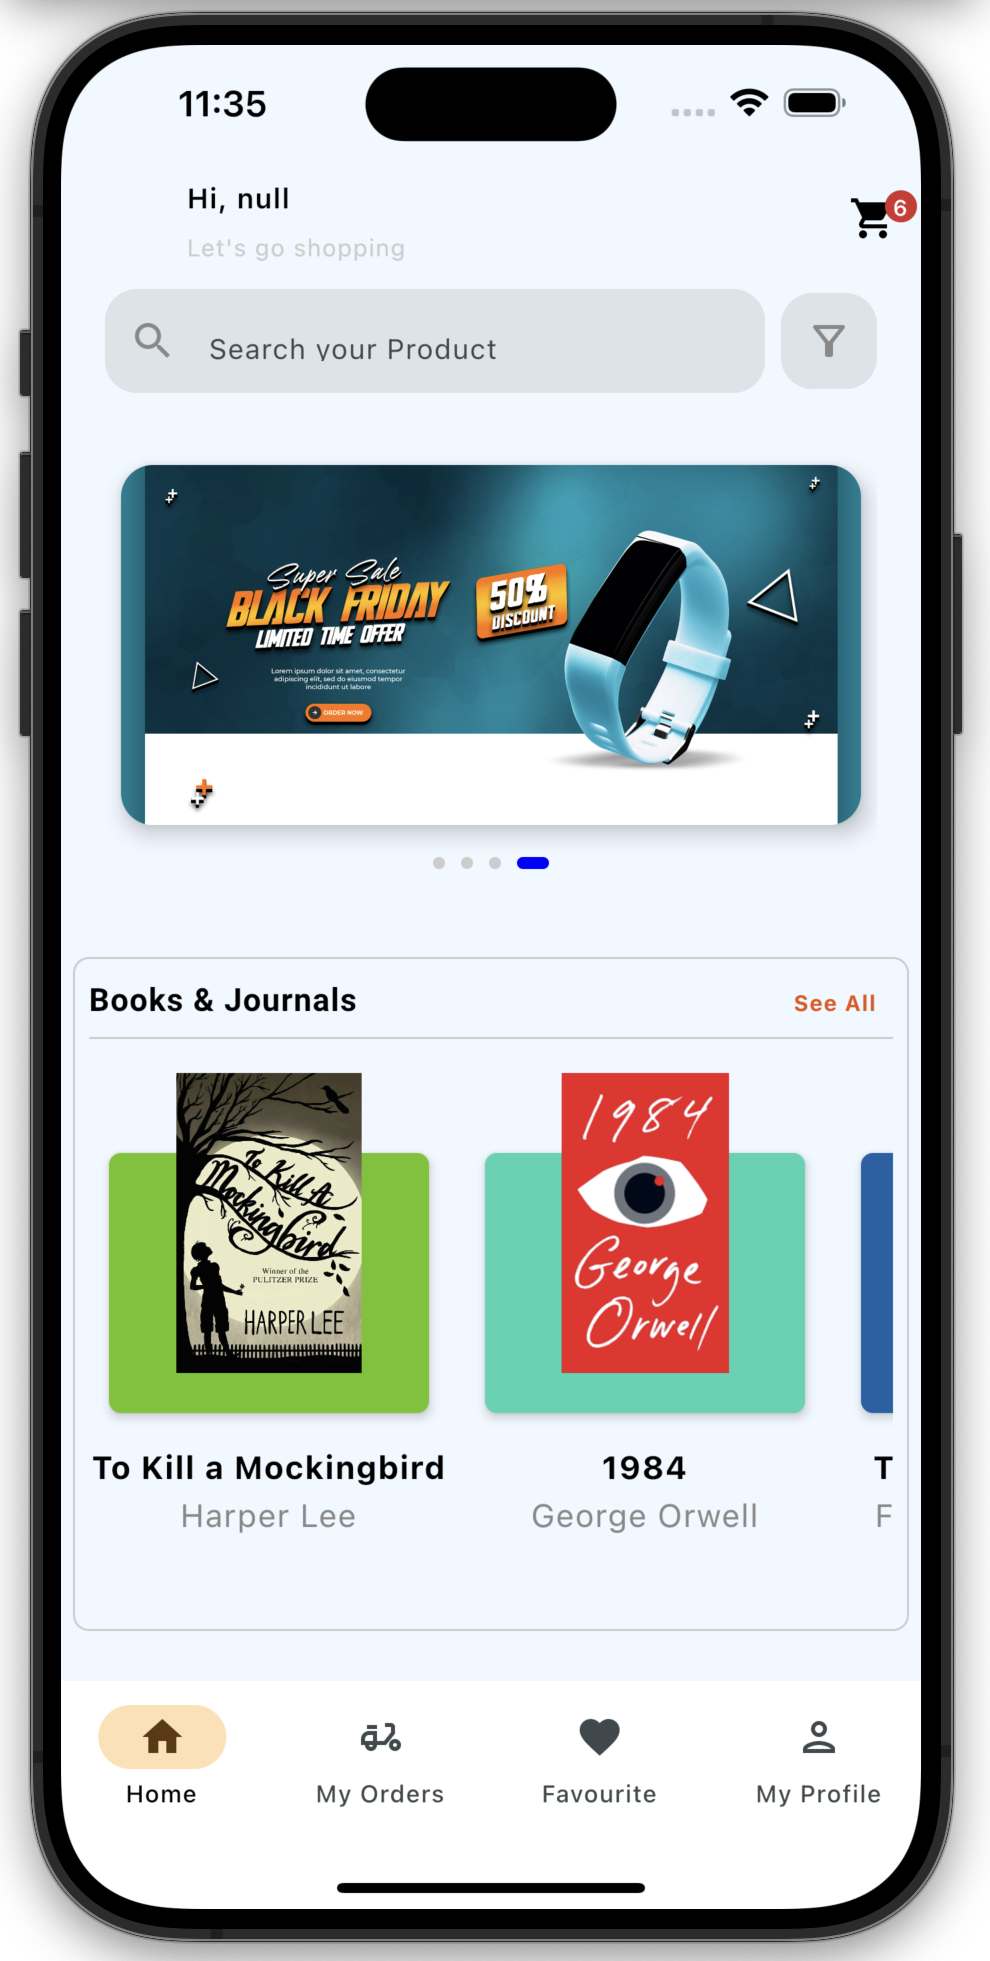 11:35
Hi, null
6
Let's go shopping
Search your Product
Super Sale
BLACK FRIDAY
LIMITED TIME OFFER
50%
DISCOUNT
Lorem ipsum dolor sit amet, consectetur
adipiscing elit, sed do eiusmod tempor
incididunt ut labore
ORDER NOW
Books & Journals
See All
To Kill A
Mockingbird
Winner of the
PULITZER PRIZE
HARPER LEE
1984
George
Orwell
To Kill a Mockingbird
1984
T
Harper Lee
George Orwell
F
Home
My Orders
Favourite
My Profile